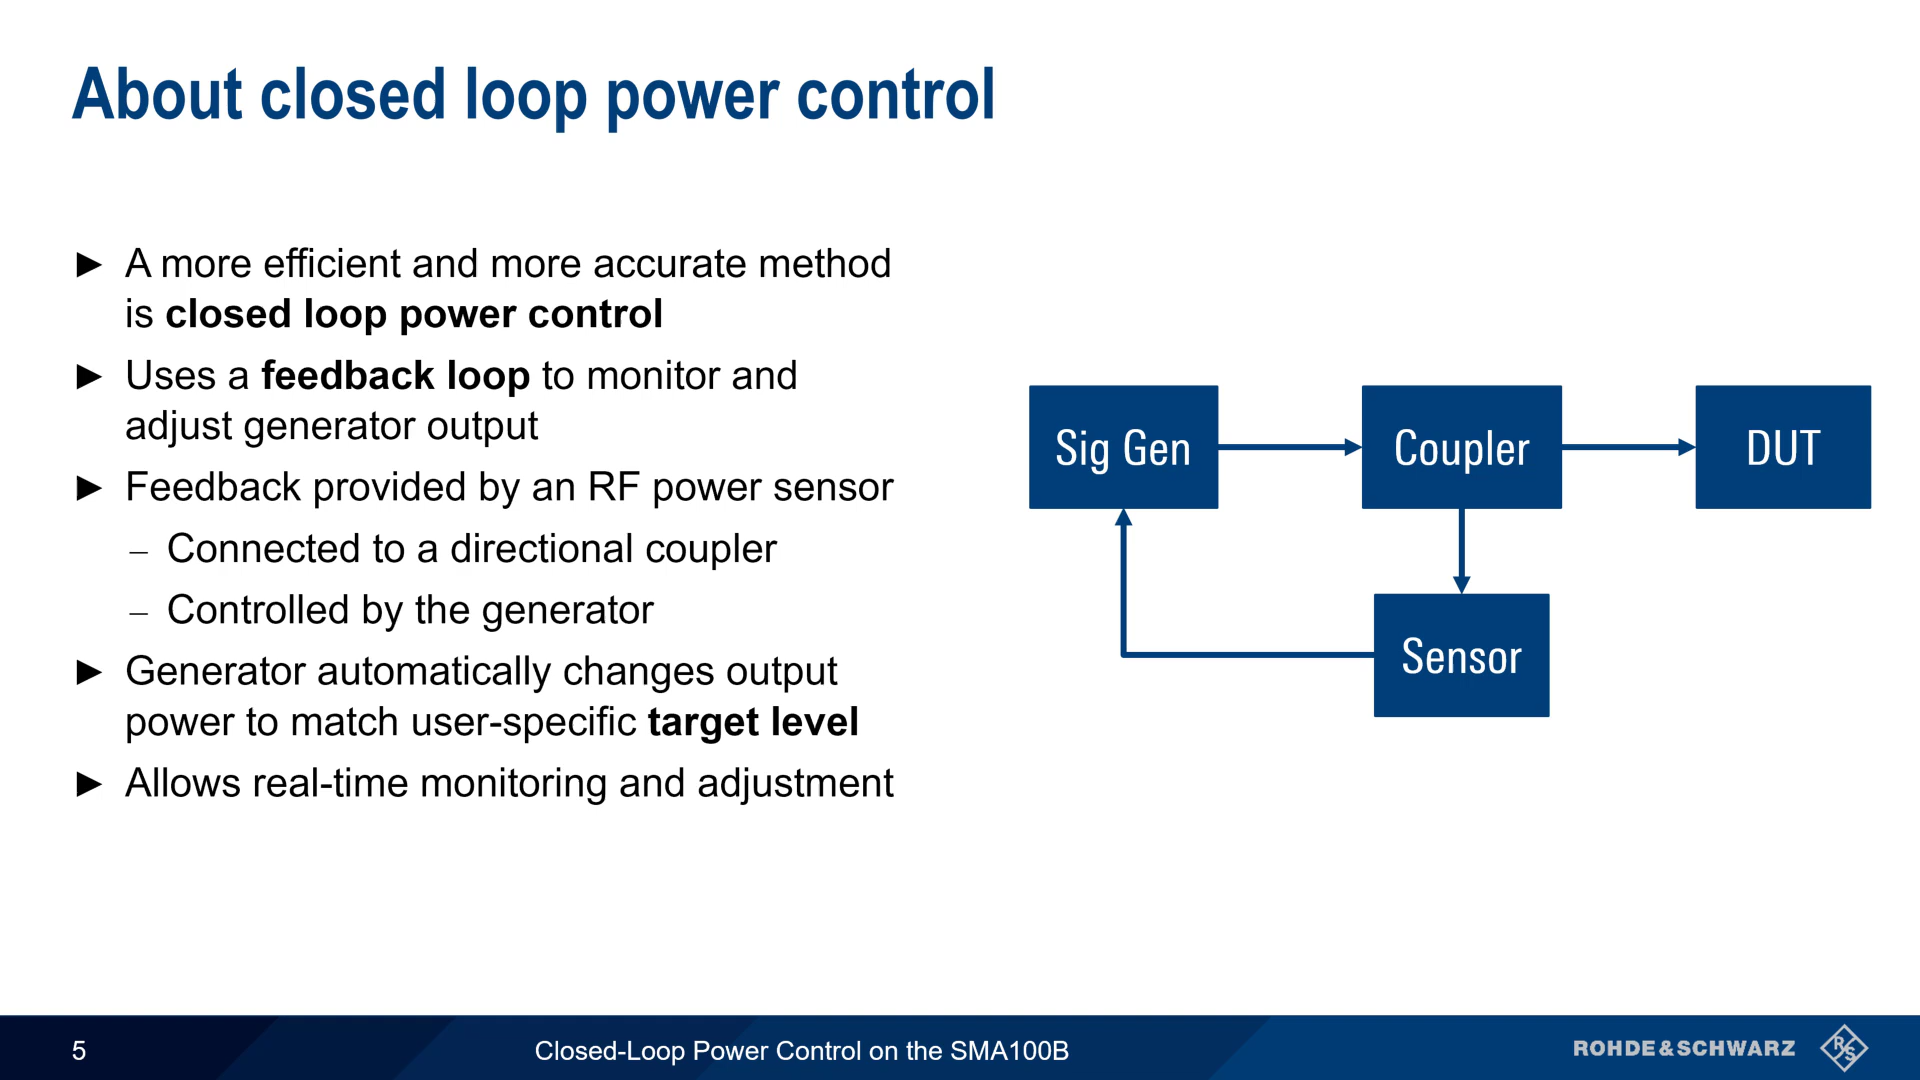 About closed loop power control
► A more efficient and more accurate method
is closed loop power control
► Uses a feedback loop to monitor and
adjust generator output
► Feedback provided by an RF power sensor
– Connected to a directional coupler
– Controlled by the generator
► Generator automatically changes output
power to match user-specific target level
► Allows real-time monitoring and adjustment
Sig Gen
Coupler
DUT
Sensor
5
Closed-Loop Power Control on the SMA100B
ROHDE&SCHWARZ
R
S